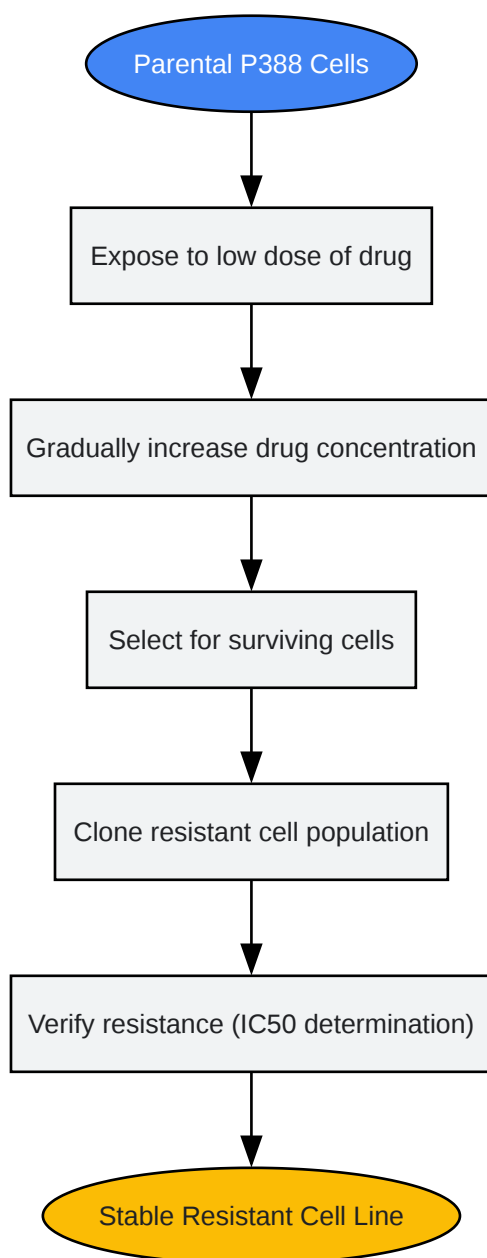 Parental P388 Cells
Expose to low dose of drug
Gradually increase drug concentration
Select for surviving cells
Clone resistant cell population
Verify resistance (IC50 determination)
Stable Resistant Cell Line